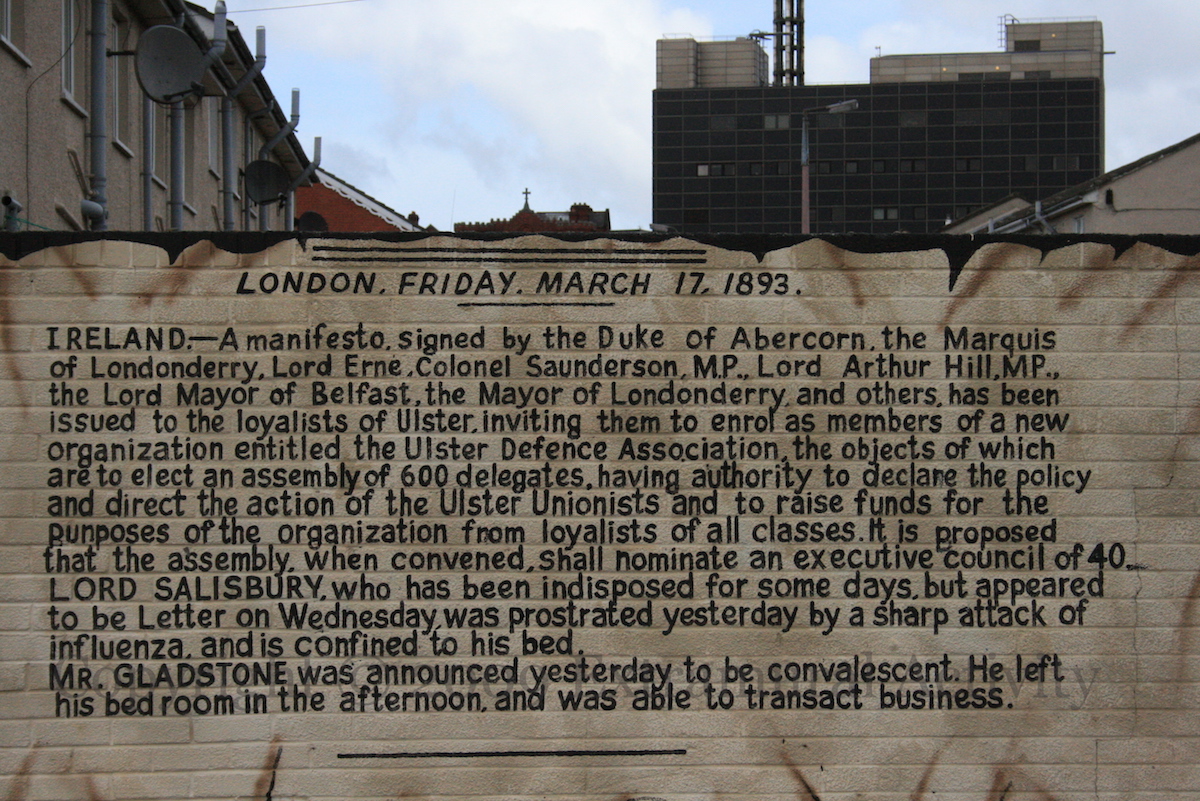 LONDON. FRIDAY. MARCH 17, 1893.
IRELAND.—A manifesto, signed by the Duke of Abercorn, the Marquis
of Londonderry, Lord Erne, Colonel Saunderson, M.P., Lord Arthur Hill, M.P.,
the Lord Mayor of Belfast, the Mayor of Londonderry, and others, has been
issued to the loyalists of Ulster, inviting them to enrol as members of a new
organization entitled the Ulster Defence Association, the objects of which
are to elect an assembly of 600 delegates, having authority to declare the policy
and direct the action of the Ulster Unionists and to raise funds for the
purposes of the organization from loyalists of all classes. It is proposed
that the assembly, when convened, shall nominate an executive council of 40.
LORD SALISBURY, who has been indisposed for some days, but appeared
to be Letter on Wednesday, was prostrated yesterday by a sharp attack of
influenza, and is confined to his bed.
MR. GLADSTONE was announced yesterday to be convalescent. He left
his bed room in the afternoon, and was able to transact business.